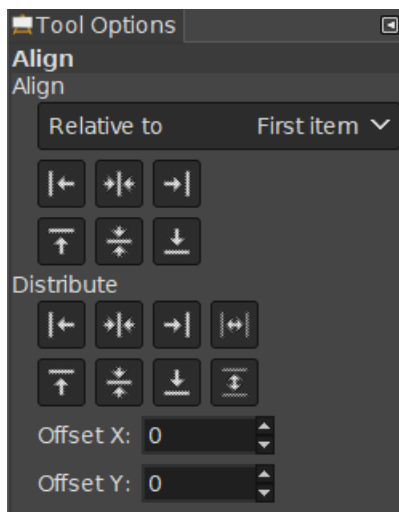 Tool Options
Align
Align
Relative to First item
Distribute
Offset X: 0
Offset Y: 0